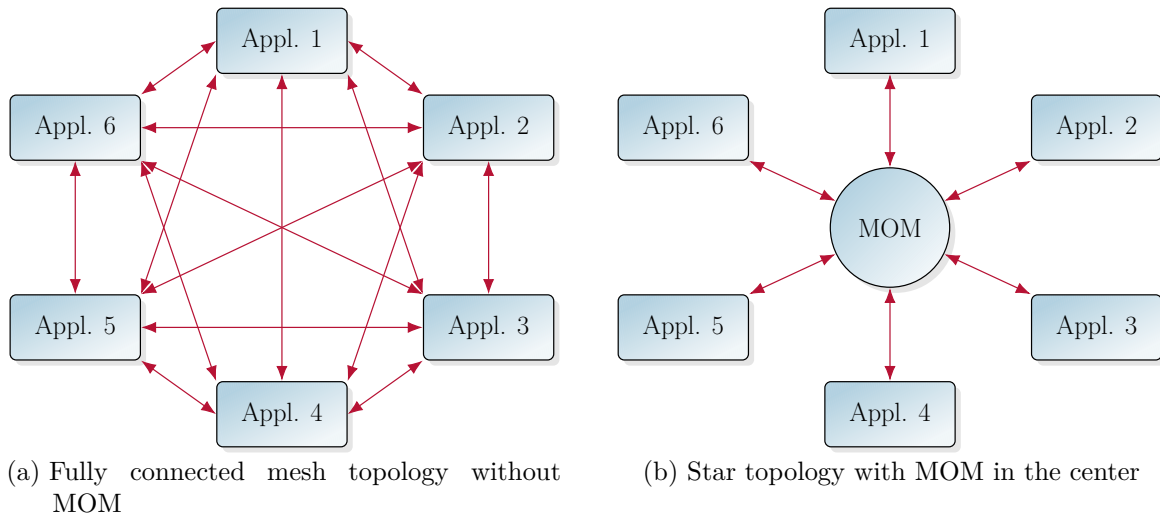 Appl. 1
Appl. 6
Appl. 2
Appl. 5
Appl. 3
Appl. 4
(a) Fully connected mesh topology without
MOM
Appl. 1
Appl. 6
Appl. 2
MOM
Appl. 5
Appl. 3
Appl. 4
(b) Star topology with MOM in the center